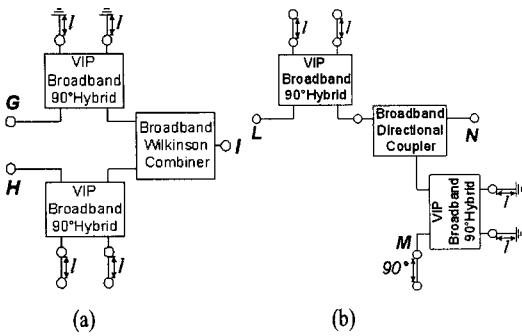 l
l
VIP
Broadband
90°Hybrid
G
H
Broadband
Wilkinson
Combiner
I
VIP
Broadband
90°Hybrid
l
l
(a)
l
l
VIP
Broadband
90°Hybrid
L
Broadband
Directional
Coupler
N
VIP
Broadband
90°Hybrid
l
l
M
90°
(b)